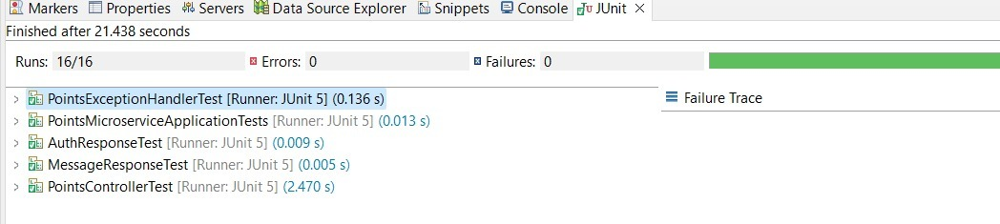 Markers Properties Servers Data Source Explorer Snippets Console JUnit
Finished after 21.438 seconds
Runs: 16/16 Errors: 0 Failures: 0
PointsExceptionHandlerTest [Runner: JUnit 5] (0.136 s) Failure Trace
PointsMicroserviceApplicationTests [Runner: JUnit 5] (0.013 s)
AuthResponseTest [Runner: JUnit 5] (0.009 s)
MessageResponseTest [Runner: JUnit 5] (0.005 s)
PointsControllerTest [Runner: JUnit 5] (2.470 s)